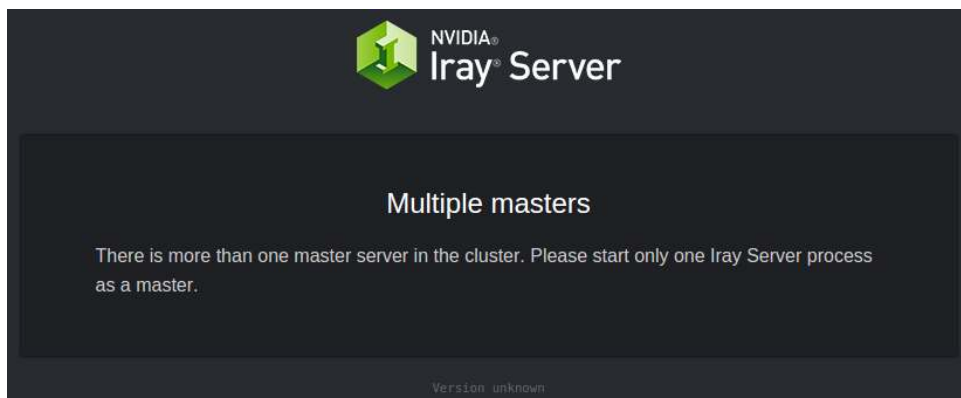 NVIDIA®
Iray® Server
Multiple masters
There is more than one master server in the cluster. Please start only one Iray Server process
as a master.
Version unknown